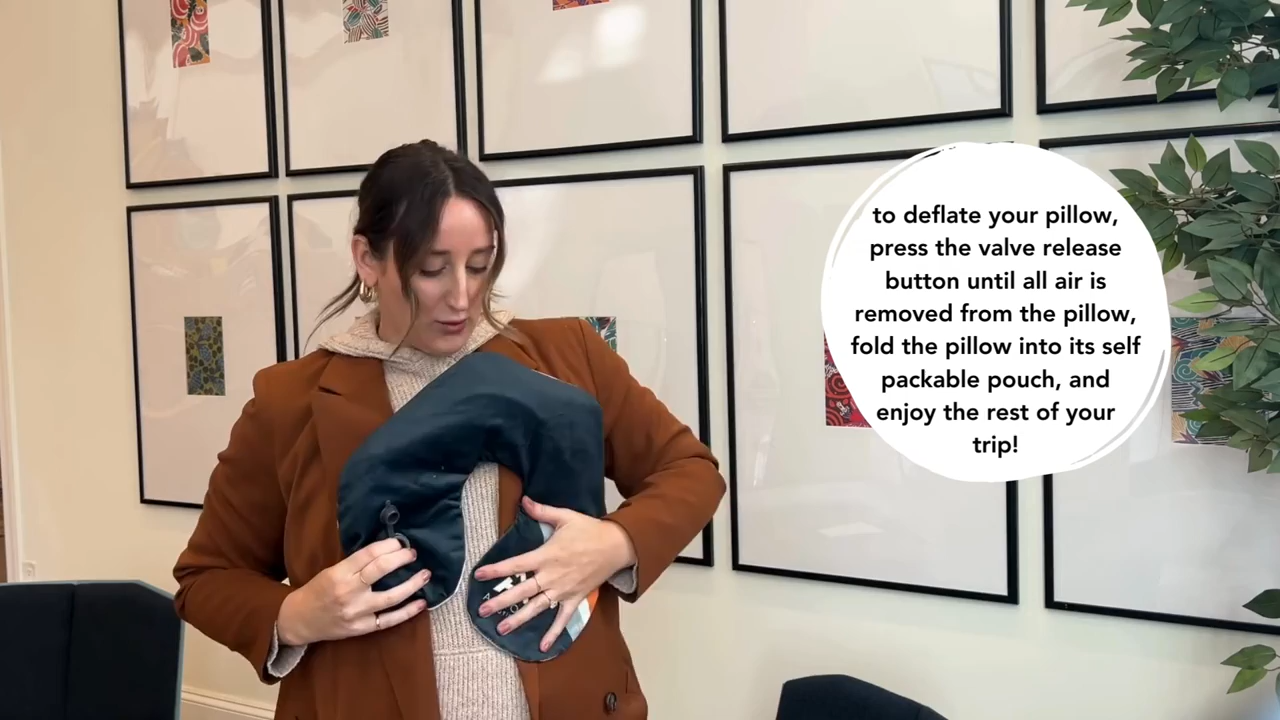 to deflate your pillow,
press the valve release
button until all air is
removed from the pillow,
fold the pillow into its self
packable pouch, and
enjoy the rest of your
trip!